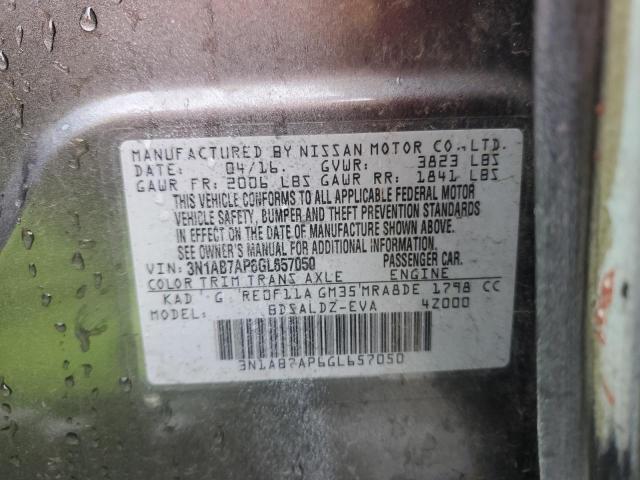 MANUFACTURED BY NISSAN MOTOR CO.,LTD.
DATE: 04/16. GVWR: 3823 LBS
GAWR FR: 2006 LBS GAWR RR: 1841 LBS
THIS VEHICLE CONFORMS TO ALL APPLICABLE FEDERAL MOTOR
VEHICLE SAFETY, BUMPER, AND THEFT PREVENTION STANDARDS
IN EFFECT ON THE DATE OF MANUFACTURE SHOWN ABOVE.
SEE OWNER'S MANUAL FOR ADDITIONAL INFORMATION.
VIN: 3N1AB7AP6GL657050 PASSENGER CAR.
COLOR TRIM TRANS AXLE ENGINE
KAD G RE0F11A GM35 MRA8DE 1798 CC
MODEL: BDSALDZ-EVA 42000
3N1AB7AP6GL657050